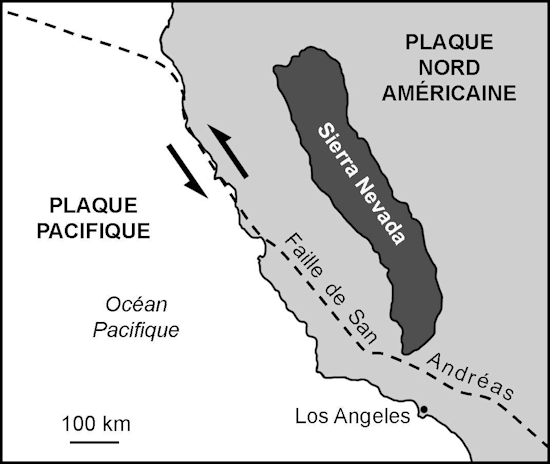 PLAQUE
NORD
AMÉRICAINE
Sierra Nevada
PLAQUE
PACIFIQUE
Faille de San Andréas
Océan
Pacifique
Los Angeles
100 km